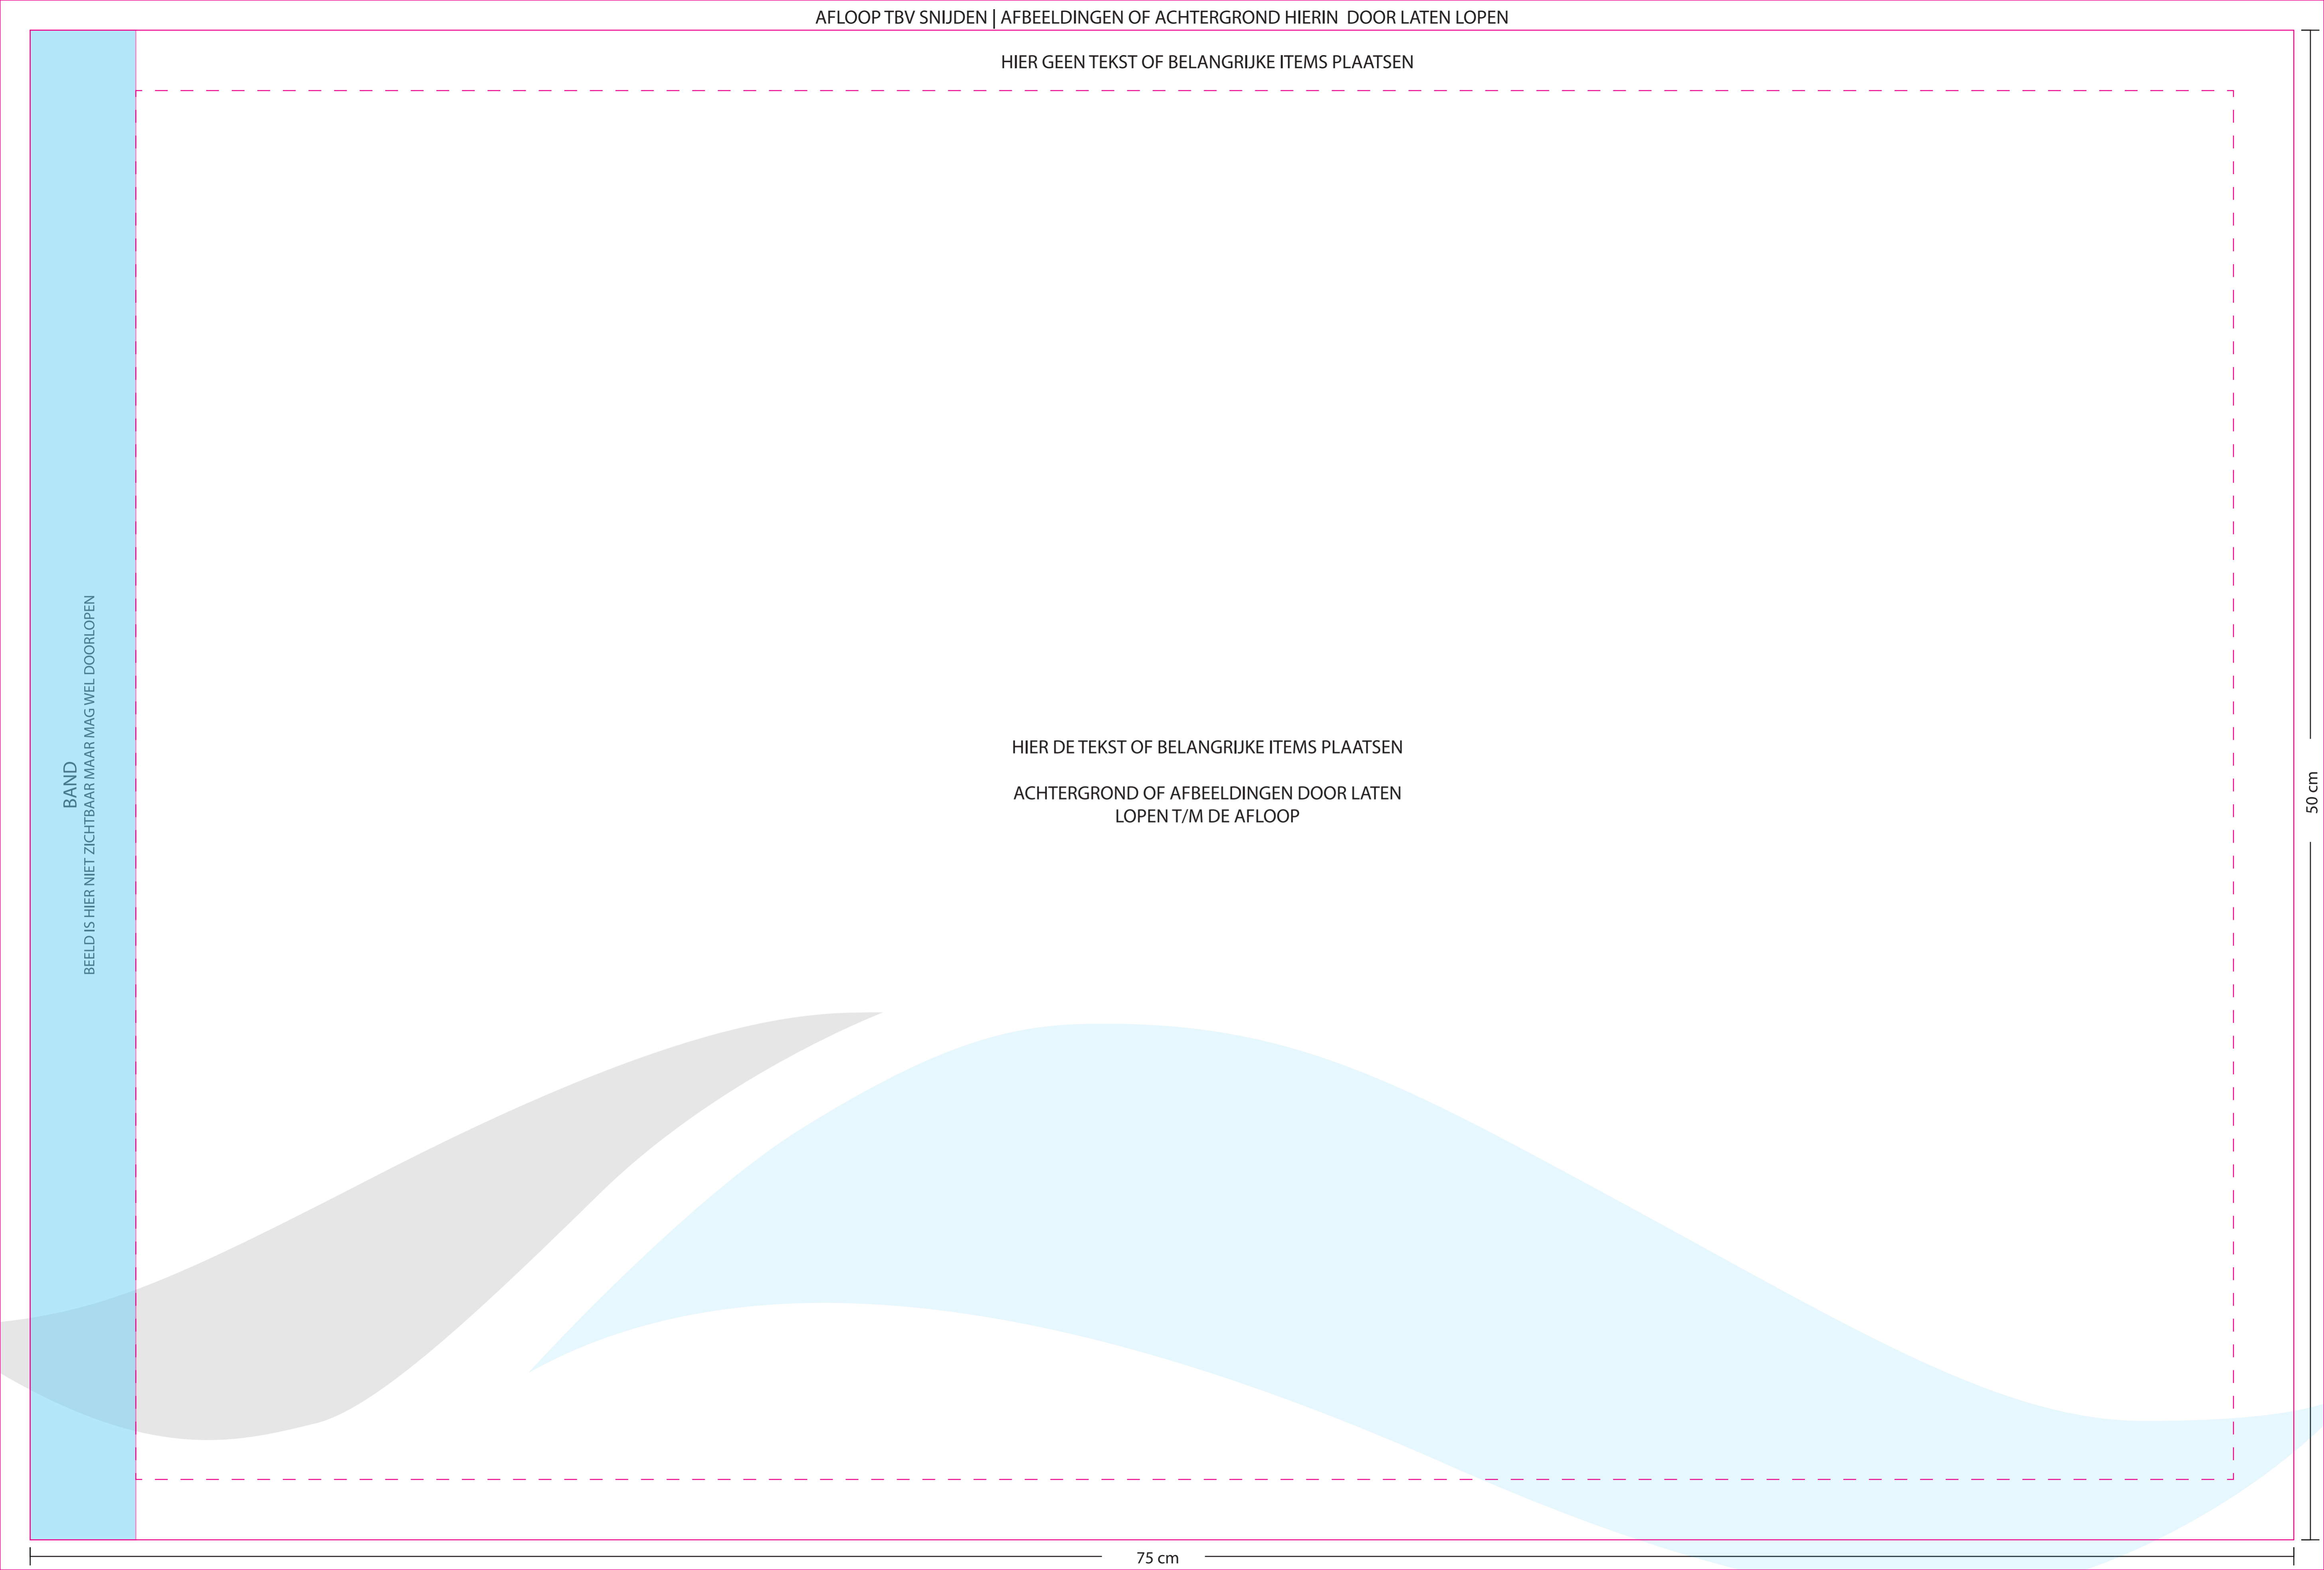 AFLOOP TBV SNIJDEN | AFBEELDINGEN OF ACHTERGROND HIERIN DOOR LATEN LOPEN
HIER GEEN TEKST OF BELANGRIJKE ITEMS PLAATSEN
BAND
BEELD IS HIER NIET ZICHTBAAR MAAR MAG WEL DOORLOPEN
HIER DE TEKST OF BELANGRIJKE ITEMS PLAATSEN
ACHTERGROND OF AFBEELDINGEN DOOR LATEN
LOPEN T/M DE AFLOOP
50 cm
75 cm